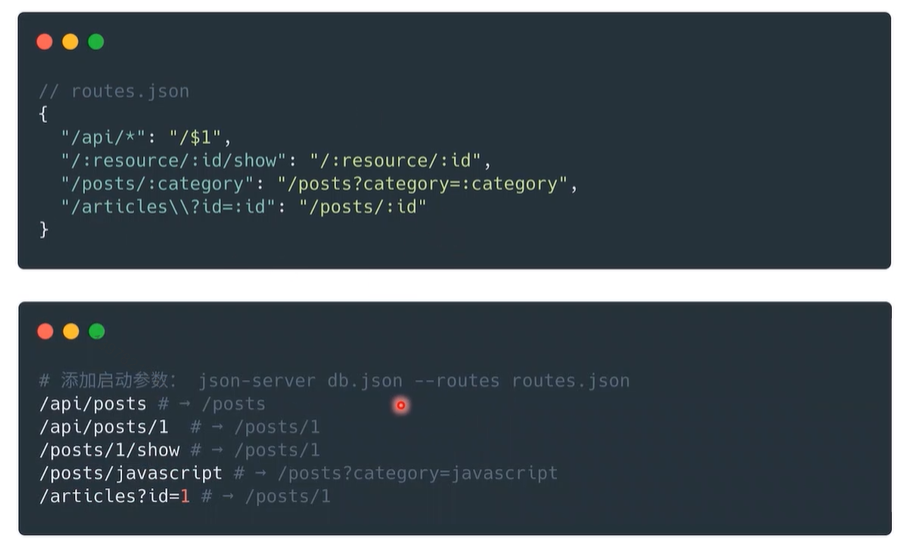 // routes.json
{
  "/api/*": "/$1",
  "/:resource/:id/show": "/:resource/:id",
  "/posts/:category": "/posts?category=:category",
  "/articles\\?id=:id": "/posts/:id"
}
# 添加启动参数: json-server db.json --routes routes.json
/api/posts # → /posts
/api/posts/1  # → /posts/1
/posts/1/show # → /posts/1
/posts/javascript # → /posts?category=javascript
/articles?id=1 # → /posts/1